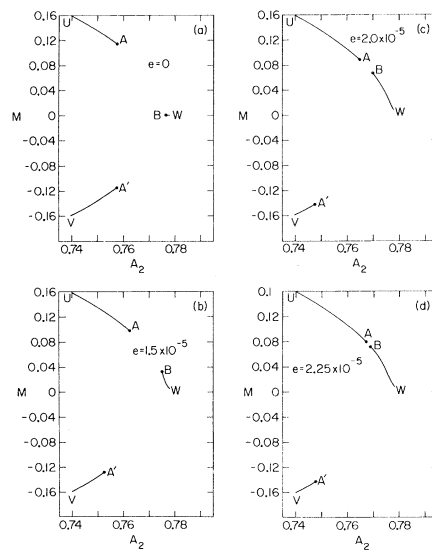 0.16
U
A
(a)
0.12
e=0
0.08
0.04
M
0
B
W
-0.04
-0.08
-0.12
A'
-0.16
V
0.74
0.76
0.78
A2
0.16
U
(c)
0.12
e=2.0x10-5
A
0.08
B
0.04
W
M
0
-0.04
-0.08
-0.12
A'
-0.16
V
0.74
0.76
0.78
A2
0.16
U
(b)
0.12
A
0.08
e=1.5x10-5
0.04
B
M
0
W
-0.04
-0.08
-0.12
A'
-0.16
V
0.74
0.76
0.78
A2
0.1
U
(d)
0.12
A
0.08
B
e=2.25x10-5
0.04
W
M
0
-0.04
-0.08
-0.12
A'
-0.16
V
0.74
0.76
0.78
A2